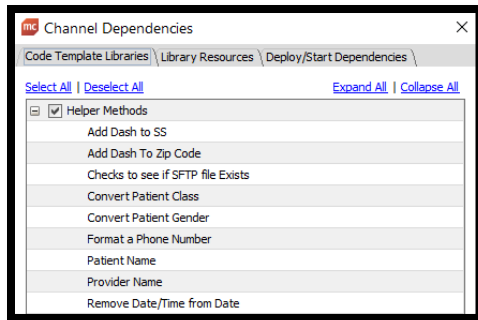 mc Channel Dependencies
Code Template Libraries Library Resources Deploy/Start Dependencies
Select All | Deselect All Expand All | Collapse All
Helper Methods
Add Dash to SS
Add Dash To Zip Code
Checks to see if SFTP file Exists
Convert Patient Class
Convert Patient Gender
Format a Phone Number
Patient Name
Provider Name
Remove Date/Time from Date